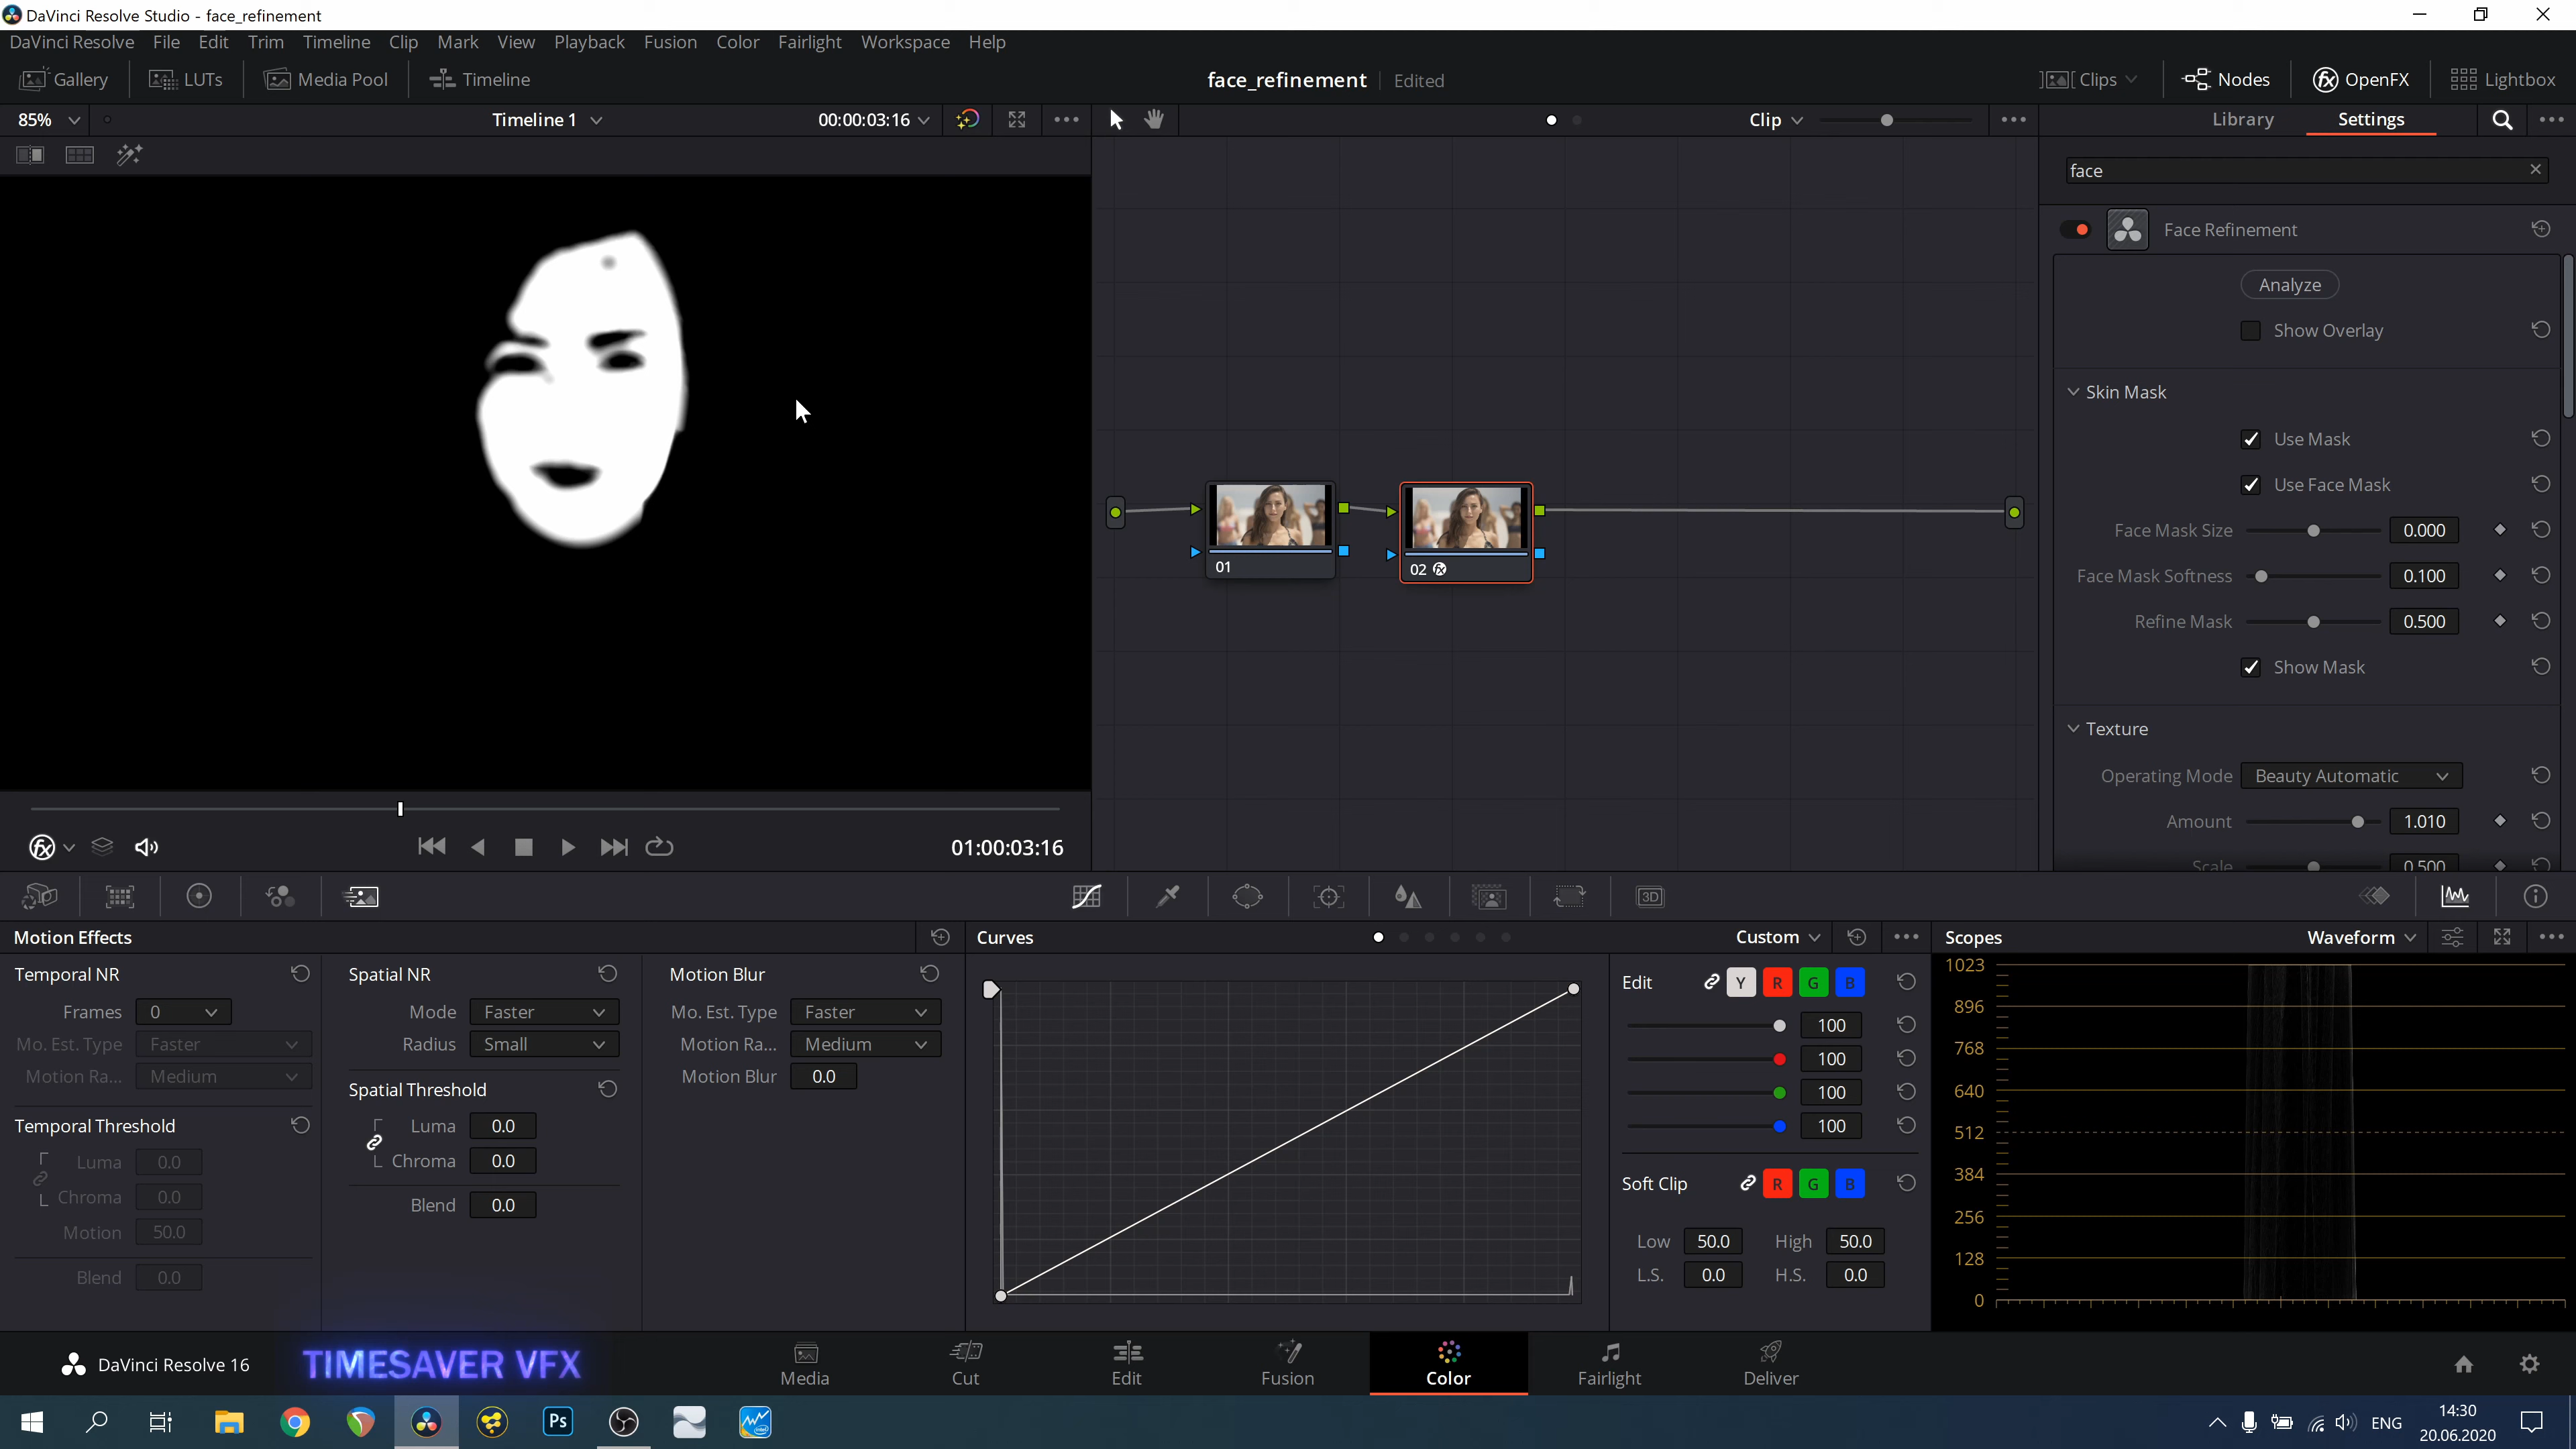 DaVinci Resolve Studio - face_refinement
DaVinci Resolve File Edit Trim Timeline Clip Mark View Playback Fusion Color Fairlight Workspace Help
Gallery LUTs Media Pool Timeline face_refinement Edited Clips Nodes OpenFX Lightbox
85% Timeline 1 00:00:03:16 Clip Library Settings
face
Face Refinement
Analyze
Show Overlay
Skin Mask
Use Mask
Use Face Mask
Face Mask Size 0.000
Face Mask Softness 0.100
Refine Mask 0.500
Show Mask
01
02
Texture
Operating Mode Beauty Automatic
Amount 1.010
Scale 0.500
01:00:03:16
3D
Motion Effects
Temporal NR
Frames 0
Mo. Est. Type Faster
Motion Ra... Medium
Temporal Threshold
Luma 0.0
Chroma 0.0
Motion 50.0
Blend 0.0
Spatial NR
Mode Faster
Radius Small
Spatial Threshold
Luma 0.0
Chroma 0.0
Blend 0.0
Motion Blur
Mo. Est. Type Faster
Motion Ra... Medium
Motion Blur 0.0
Curves Custom
Edit Y R G B
100
100
100
100
Soft Clip R G B
Low 50.0 High 50.0
L.S. 0.0 H.S. 0.0
Scopes Waveform
1023
896
768
640
512
384
256
128
0
DaVinci Resolve 16 TIMESAVER VFX Media Cut Edit Fusion Color Fairlight Deliver
Ps
ENG
14:30
20.06.2020